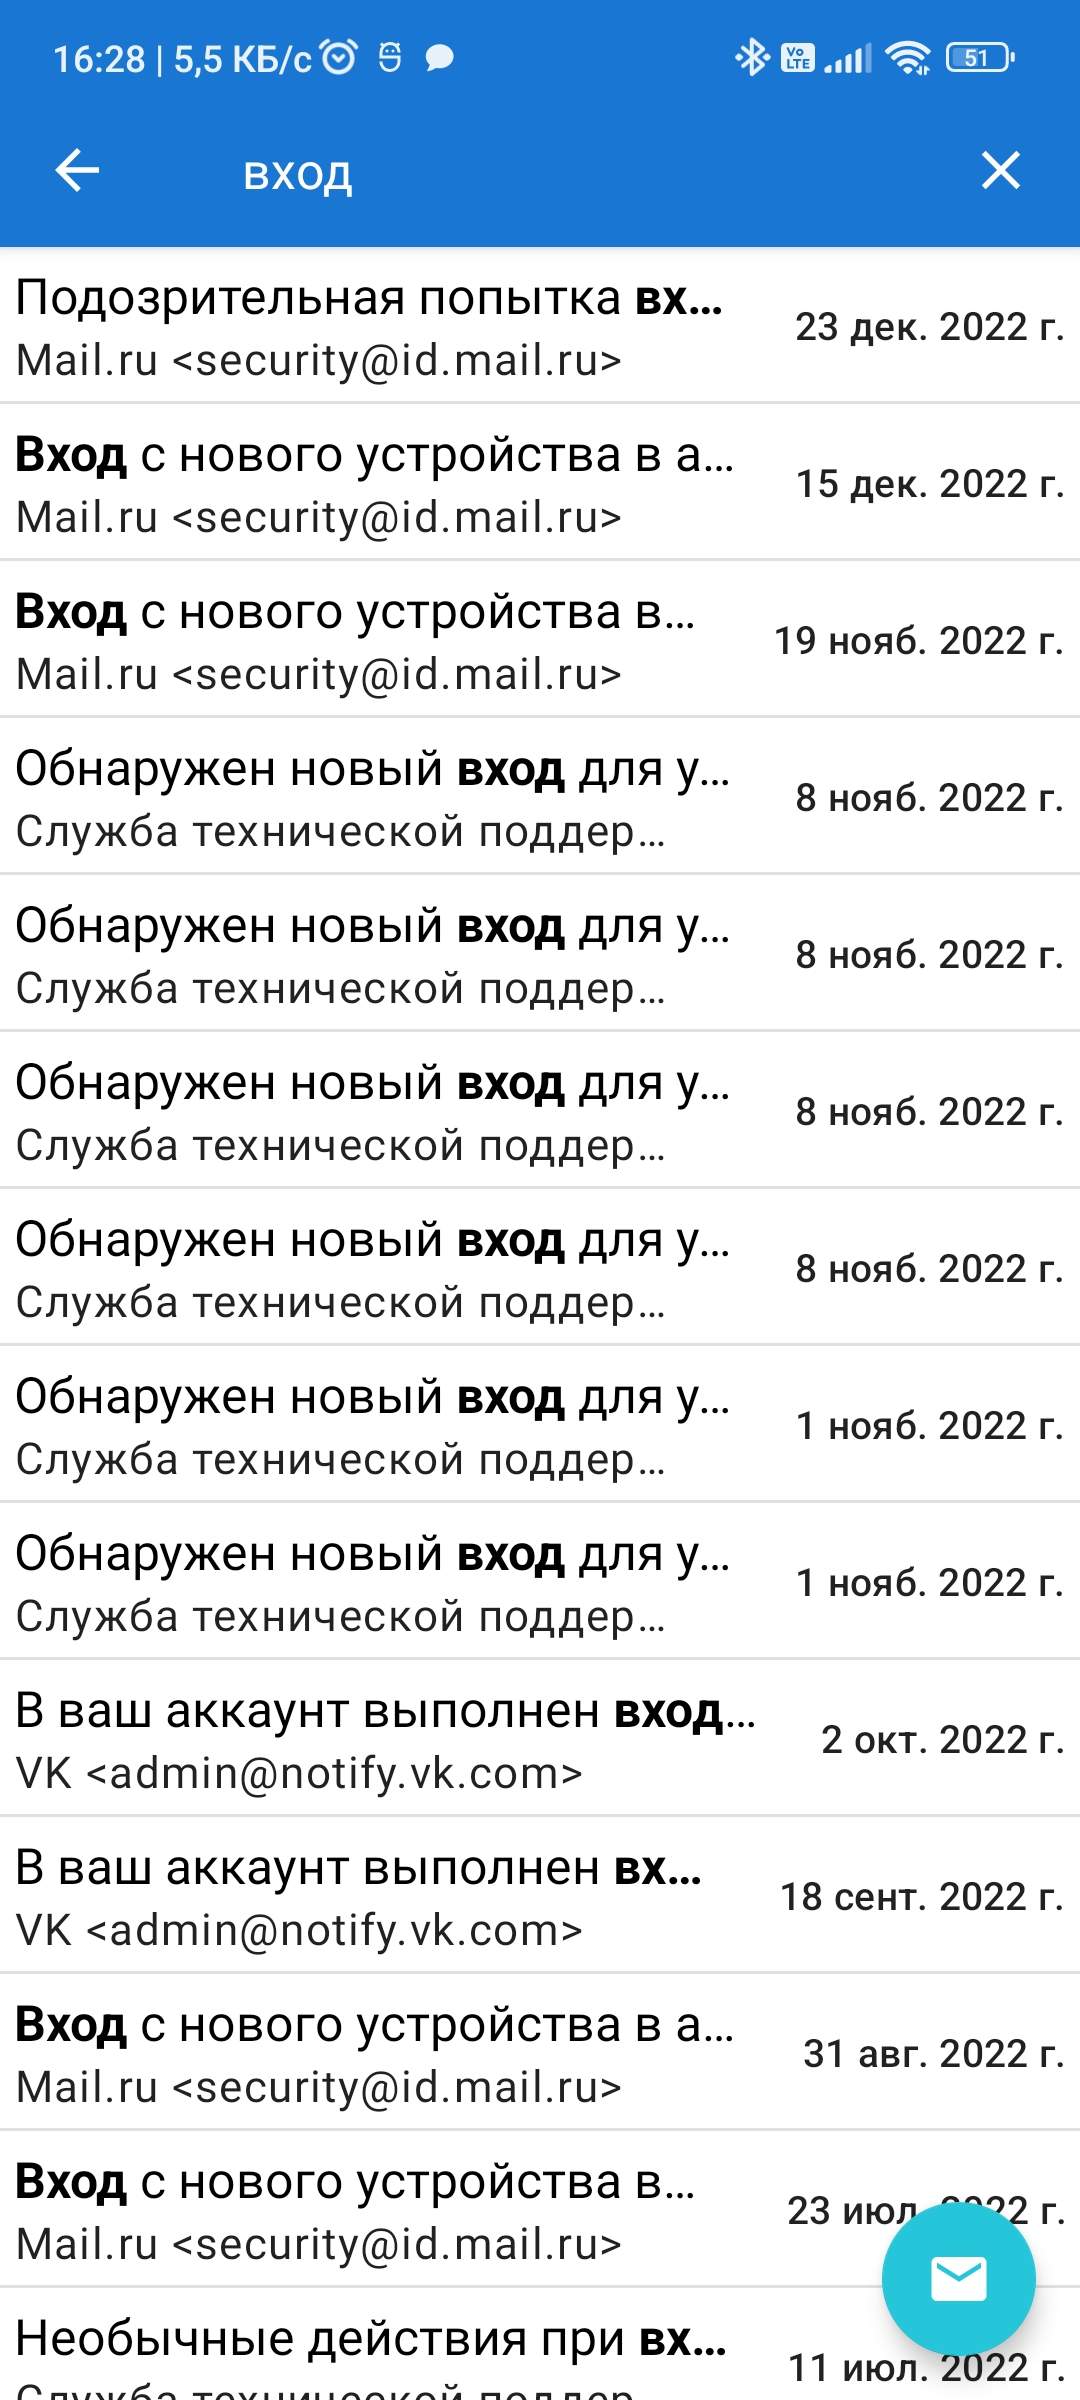 16:28 | 5,5 КБ/с
Vo LTE
51
вход
Подозрительная попытка вх...
23 дек. 2022 г.
Mail.ru <security@id.mail.ru>
Вход с нового устройства в а...
15 дек. 2022 г.
Mail.ru <security@id.mail.ru>
Вход с нового устройства в...
19 нояб. 2022 г.
Mail.ru <security@id.mail.ru>
Обнаружен новый вход для у...
8 нояб. 2022 г.
Служба технической поддер...
Обнаружен новый вход для у...
8 нояб. 2022 г.
Служба технической поддер...
Обнаружен новый вход для у...
8 нояб. 2022 г.
Служба технической поддер...
Обнаружен новый вход для у...
8 нояб. 2022 г.
Служба технической поддер...
Обнаружен новый вход для у...
1 нояб. 2022 г.
Служба технической поддер...
Обнаружен новый вход для у...
1 нояб. 2022 г.
Служба технической поддер...
В ваш аккаунт выполнен вход...
2 окт. 2022 г.
VK <admin@notify.vk.com>
В ваш аккаунт выполнен вх...
18 сент. 2022 г.
VK <admin@notify.vk.com>
Вход с нового устройства в а...
31 авг. 2022 г.
Mail.ru <security@id.mail.ru>
Вход с нового устройства в...
23 июл. 2022 г.
Mail.ru <security@id.mail.ru>
Необычные действия при вх...
11 июл. 2022 г.
Служба технической поддер...